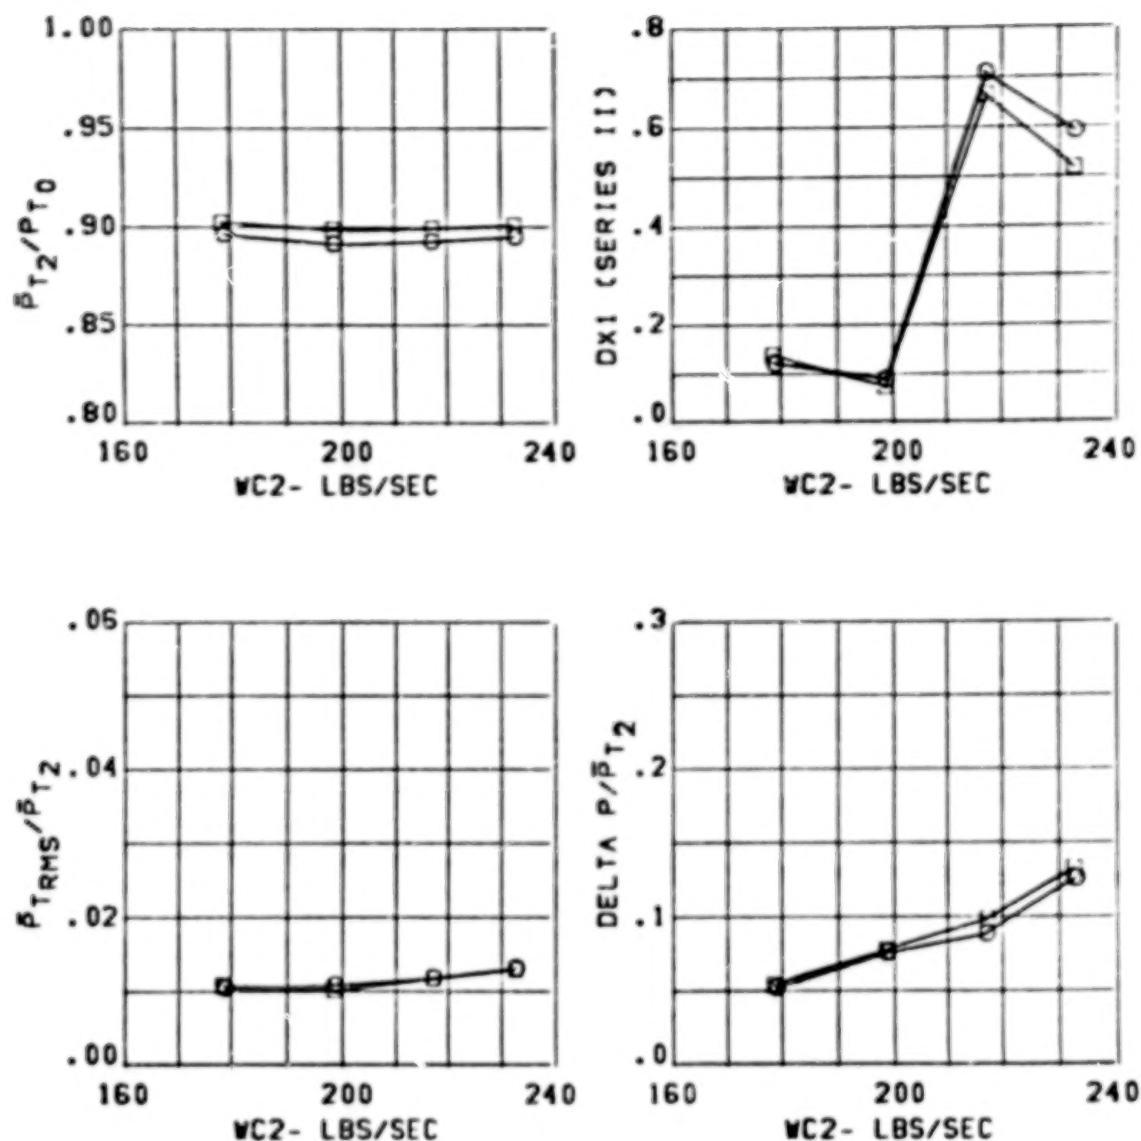 1.00
.95
.90
.85
.80
P̄T2/PT0
160 200 240
WC2- LBS/SEC
.8
.6
.4
.2
.0
DX1 (SERIES II)
160 200 240
WC2- LBS/SEC
.06
.04
.02
.00
P̄TRMS/P̄T2
160 200 240
WC2- LBS/SEC
.3
.2
.1
.0
DELTA P/P̄T2
160 200 240
WC2- LBS/SEC